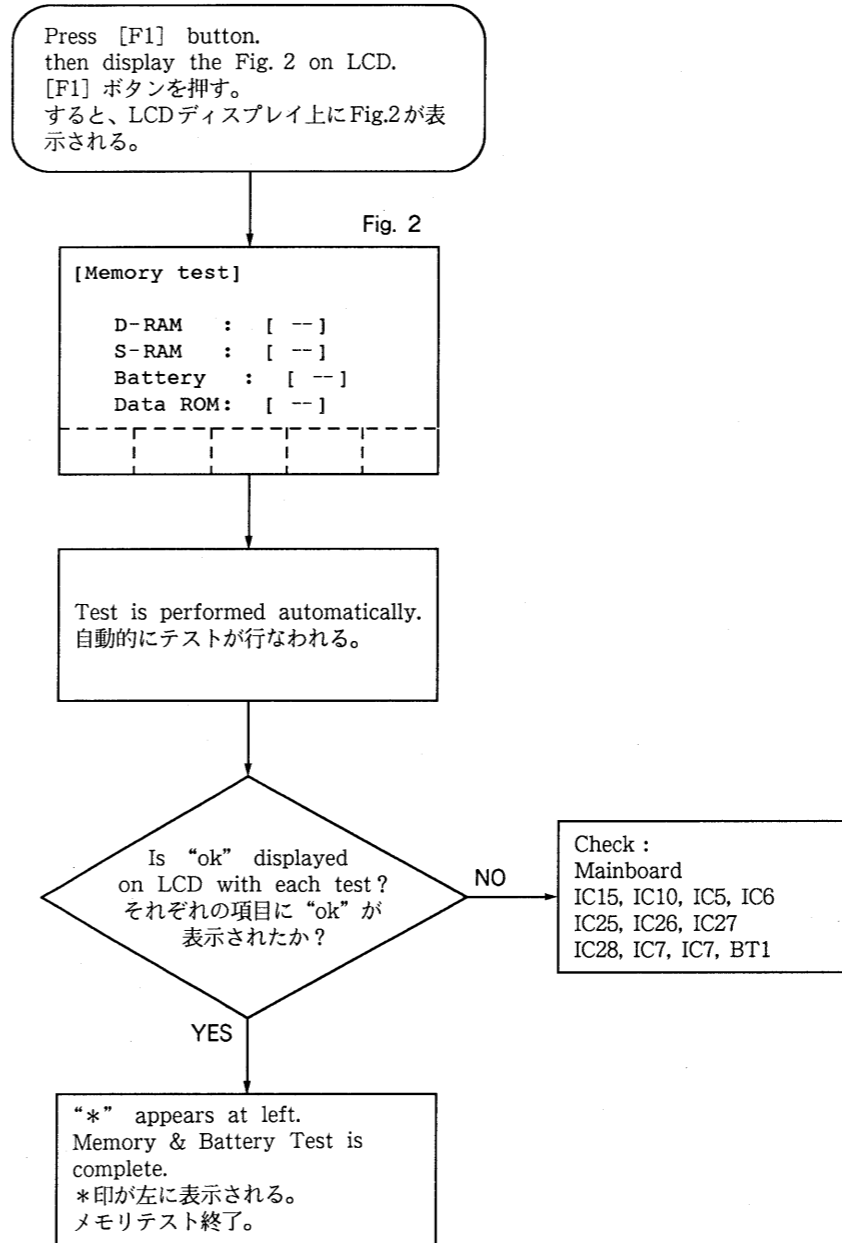 Press [F1] button.
then display the Fig. 2 on LCD.
[F1] ボタンを押す。
すると、LCDディスプレイ上にFig.2が表
示される。
Fig. 2
[Memory test]
D-RAM : [ --]
S-RAM : [ --]
Battery : [ --]
Data ROM: [ --]
Test is performed automatically.
自動的にテストが行なわれる。
Is “ok” displayed
on LCD with each test?
それぞれの項目に“ok”が
表示されたか？
NO
Check :
Mainboard
IC15, IC10, IC5, IC6
IC25, IC26, IC27
IC28, IC7, IC7, BT1
YES
“*” appears at left.
Memory & Battery Test is
complete.
*印が左に表示される。
メモリテスト終了。